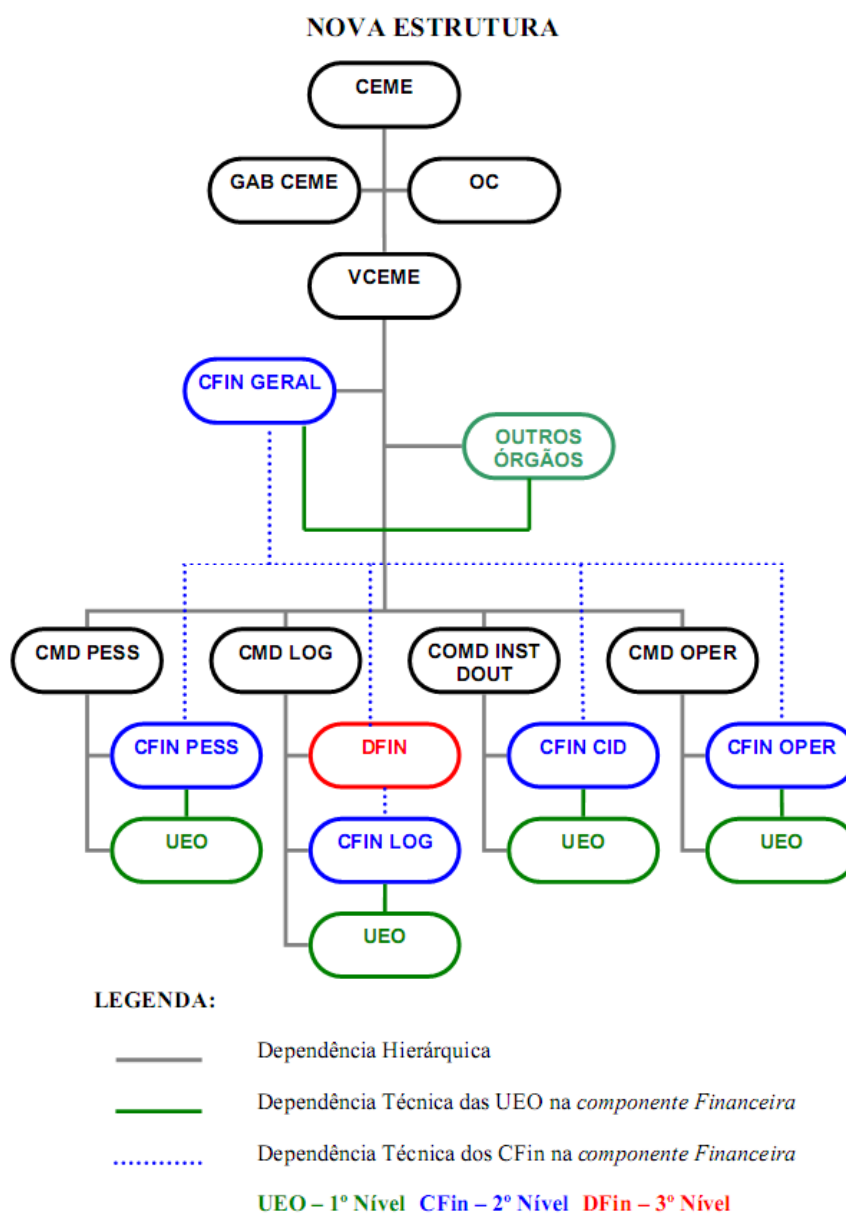 NOVA ESTRUTURA
CEME
GAB CEME
OC
VCEME
CFIN GERAL
OUTROS
ÓRGÃOS
CMD PESS
CMD LOG
COMD INST
DOUT
CMD OPER
CFIN PESS
DFIN
CFIN CID
CFIN OPER
UEO
CFIN LOG
UEO
UEO
UEO
LEGENDA:
Dependência Hierárquica
Dependência Técnica das UEO na componente Financeira
Dependência Técnica dos CFin na componente Financeira
UEO – 1º Nível CFin – 2º Nível DFin – 3º Nível